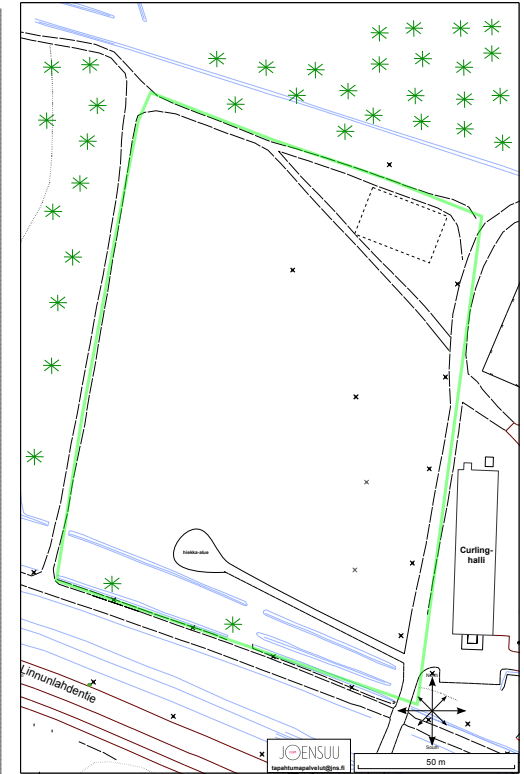 hiekka-alue
Curling-
halli
Linnunlahdentie
North
South
JOENSUU
tapahtumapalvelut@jns.fi
50 m